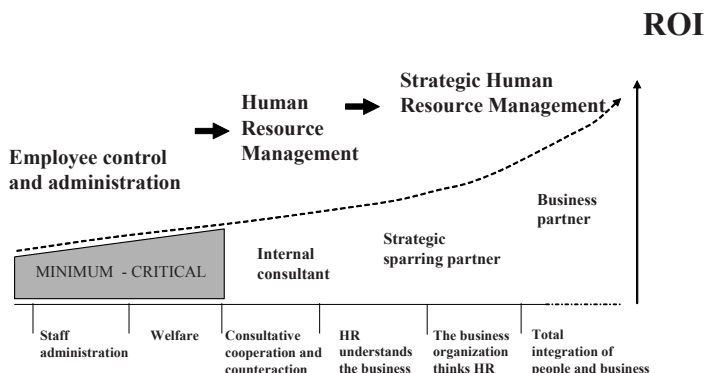 ROI
Strategic Human
Resource Management
Human
Resource
Management
Employee control
and administration
Business
partner
Strategic
sparring partner
Internal
consultant
MINIMUM - CRITICAL
Staff
administration
Welfare
Consultative
cooperation and
counteraction
HR
understands
the business
The business
organization
thinks HR
Total
integration of
people and business